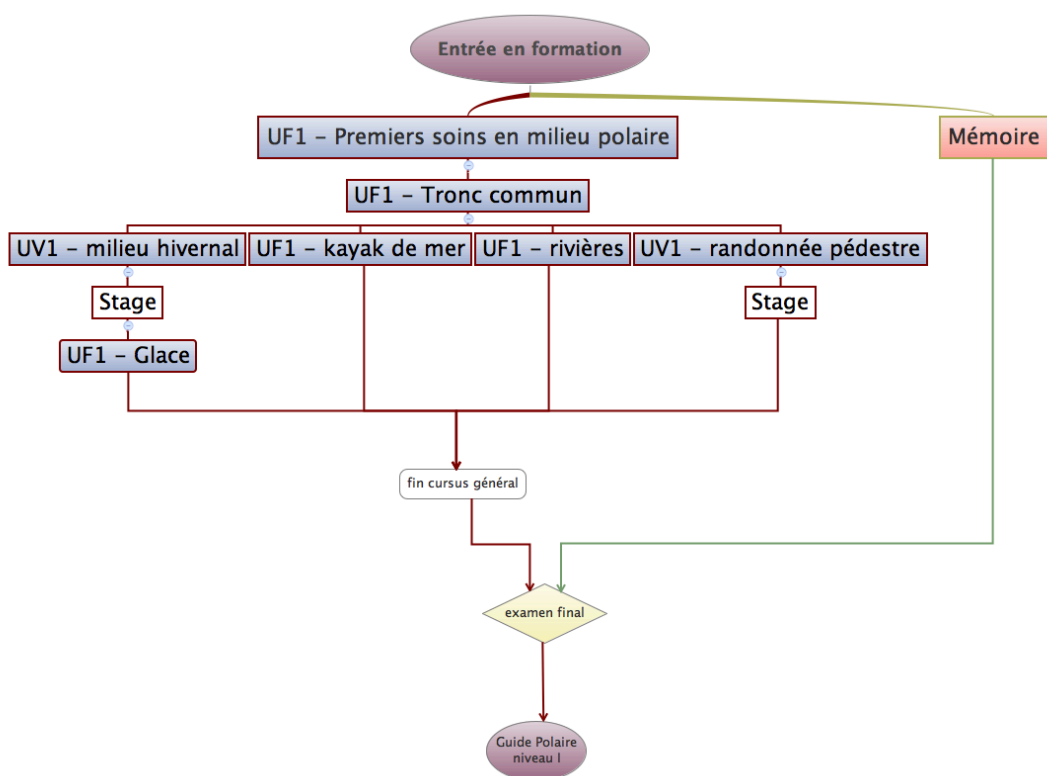 Entrée en formation
UF1 – Premiers soins en milieu polaire
Mémoire
UF1 – Tronc commun
UV1 – milieu hivernal
UF1 – kayak de mer
UF1 – rivières
UV1 – randonnée pédestre
Stage
Stage
UF1 – Glace
fin cursus général
examen final
Guide Polaire
niveau I